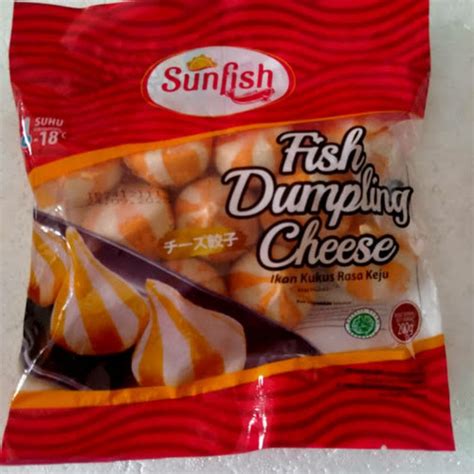 Sunfish
SUHU
-18°C
Fish
Dumpling
Cheese
チーズ餃子
Ikan Kukus Rasa Keju